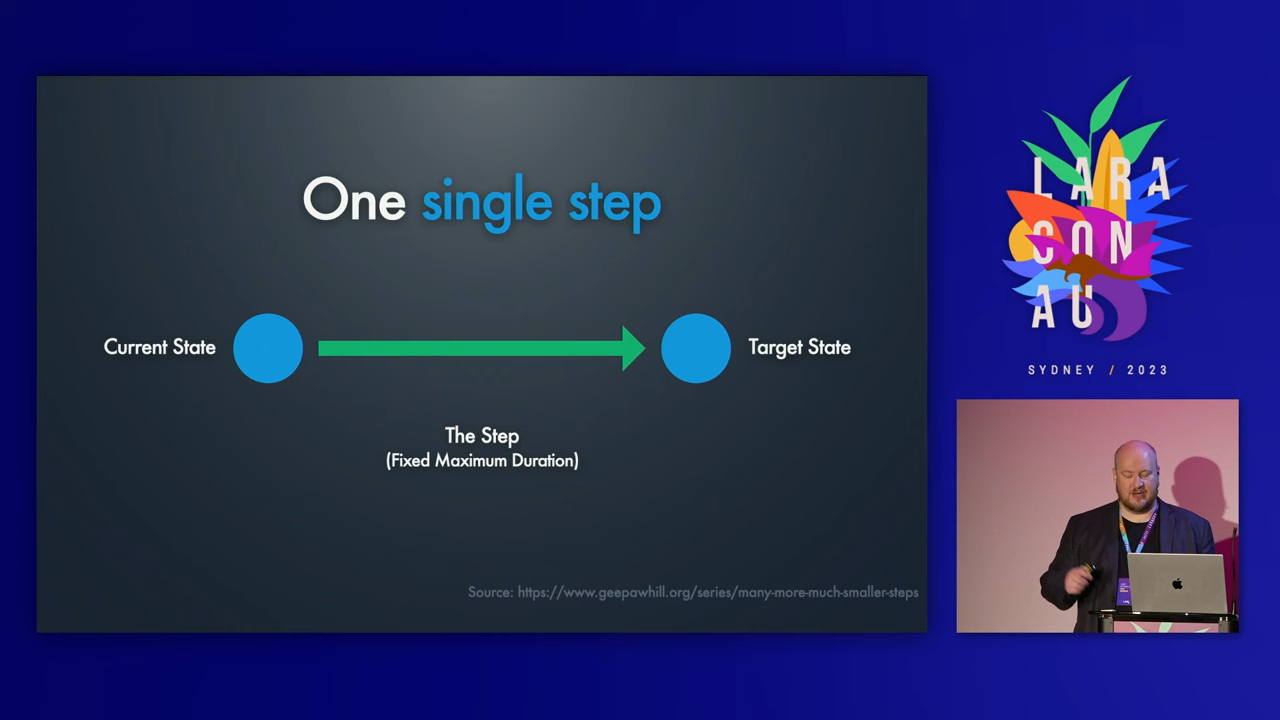 One single step
Current State
Target State
The Step
(Fixed Maximum Duration)
Source: https://www.geepawhill.org/series/many-more-much-smaller-steps
LARA
CON
AU
SYDNEY / 2023